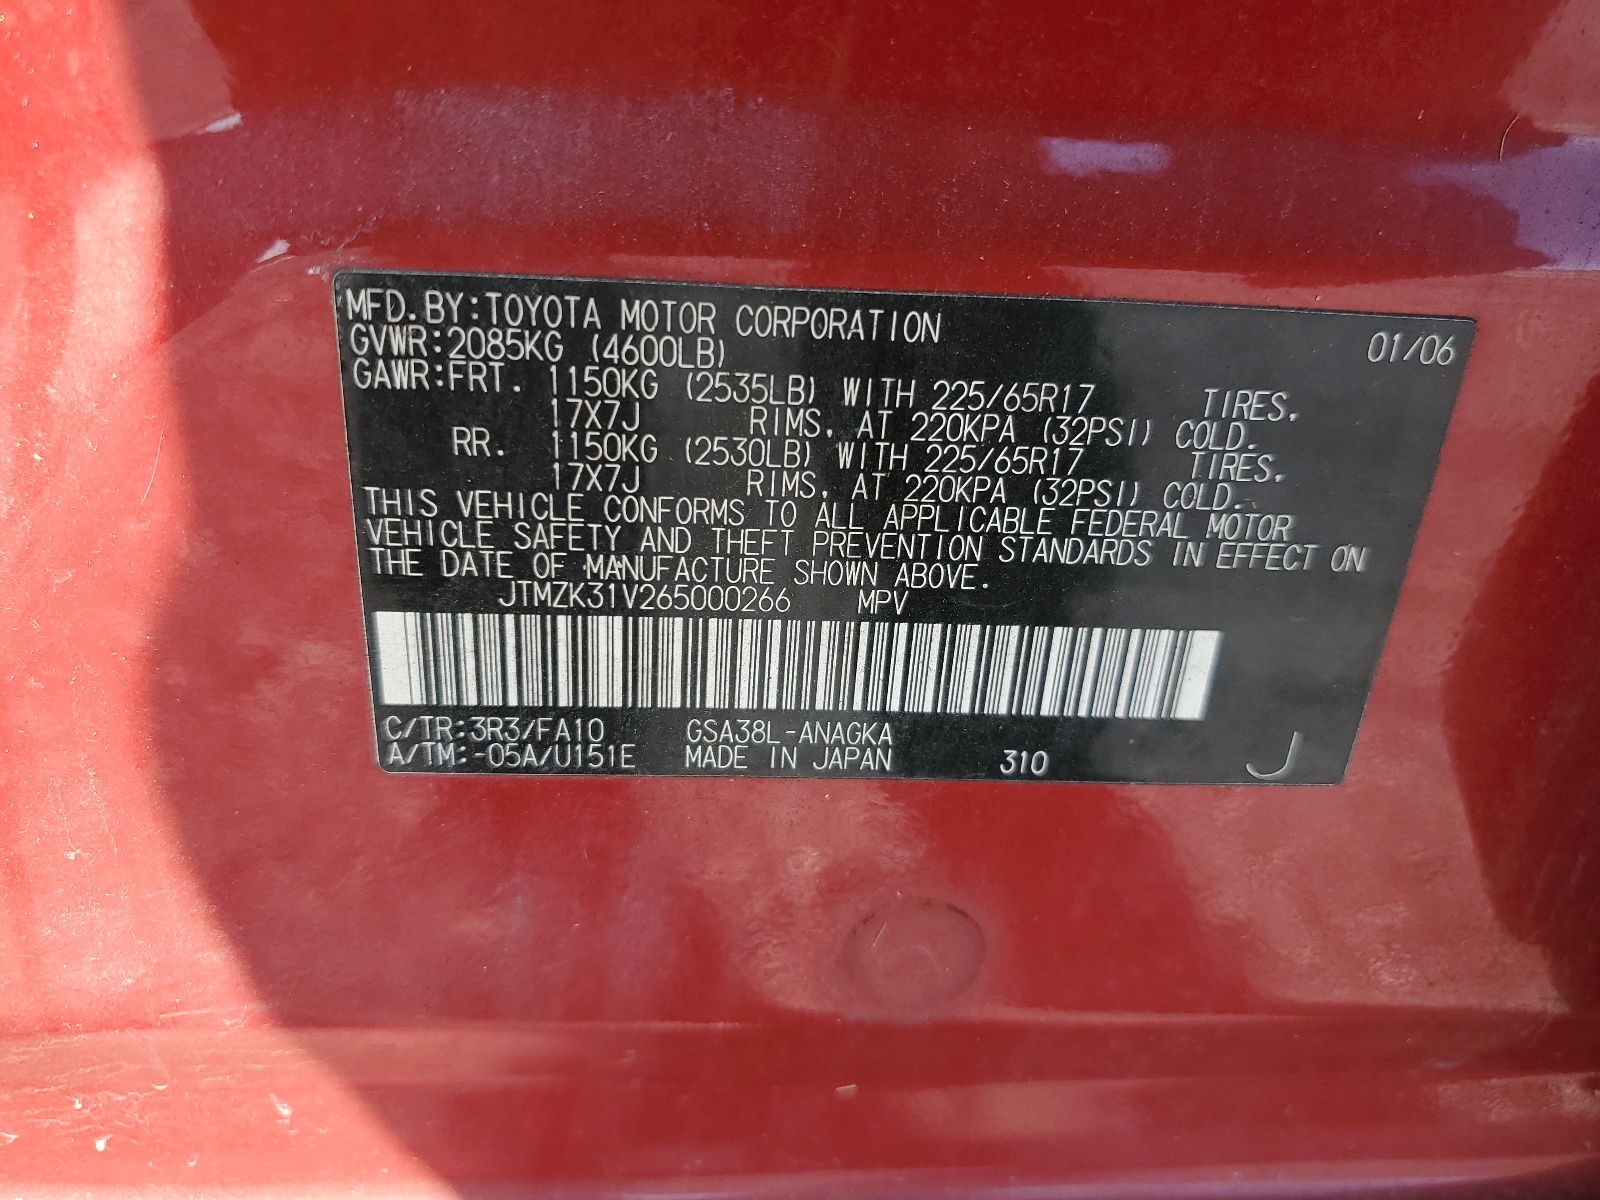 MFD.BY:TOYOTA MOTOR CORPORATION 01/06
GVWR:2085KG (4600LB)
GAWR:FRT. 1150KG (2535LB) WITH 225/65R17 TIRES,
17X7J RIMS, AT 220KPA (32PSI) COLD.
RR. 1150KG (2530LB) WITH 225/65R17 TIRES,
17X7J RIMS, AT 220KPA (32PSI) COLD.
THIS VEHICLE CONFORMS TO ALL APPLICABLE FEDERAL MOTOR
VEHICLE SAFETY AND THEFT PREVENTION STANDARDS IN EFFECT ON
THE DATE OF MANUFACTURE SHOWN ABOVE.
JTMZK31V265000266 MPV
C/TR:3R3/FA10 GSA38L-ANAGKA
A/TM:-05A/U151E MADE IN JAPAN 310 J